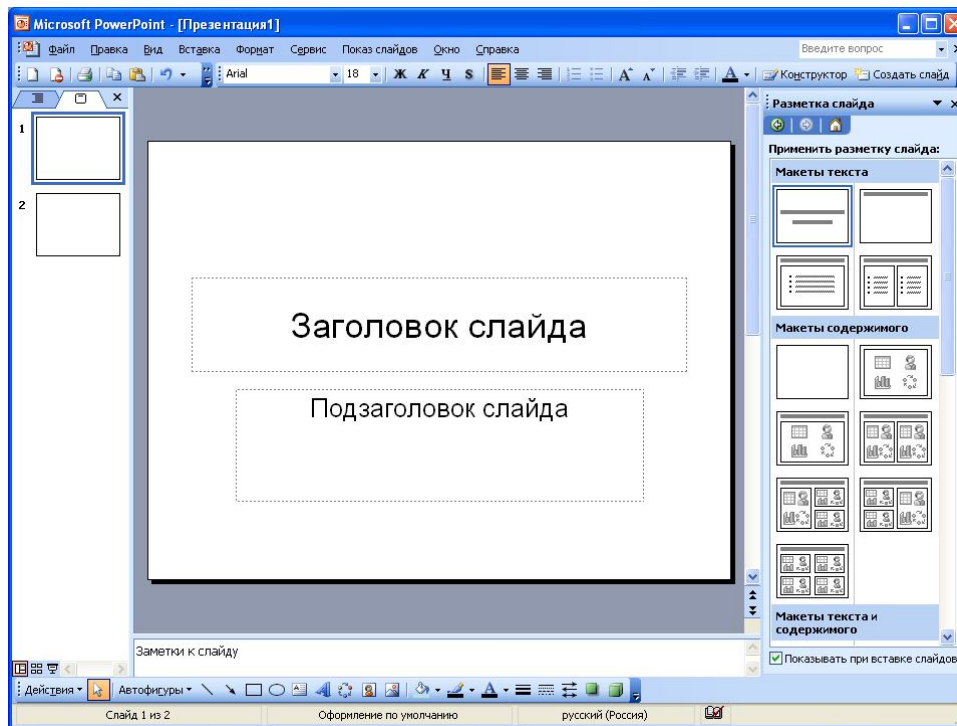 Microsoft PowerPoint - [Презентация1]
Файл Правка Вид Вставка Формат Сервис Показ слайдов Окно Справка Введите вопрос
Arial 18 Ж К Ч S А А А Конструктор Создать слайд
Разметка слайда
Применить разметку слайда:
Макеты текста
1
2
Заголовок слайда
Подзаголовок слайда
Макеты содержимого
Макеты текста и
содержимого
Заметки к слайду
Показывать при вставке слайдов
Действия Автофигуры А
Слайд 1 из 2 Оформление по умолчанию русский (Россия)